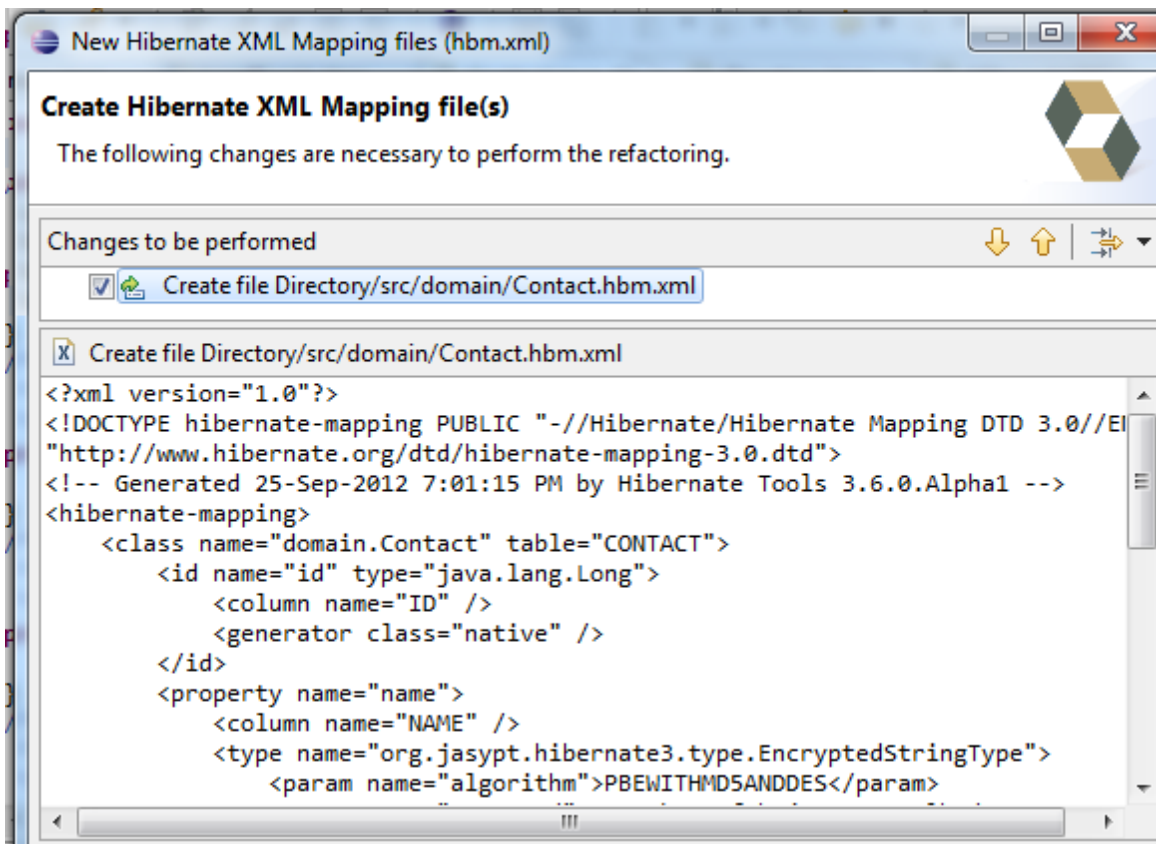 New Hibernate XML Mapping files (hbm.xml)
Create Hibernate XML Mapping file(s)
The following changes are necessary to perform the refactoring.
Changes to be performed
Create file Directory/src/domain/Contact.hbm.xml
Create file Directory/src/domain/Contact.hbm.xml
<?xml version="1.0"?>
<!DOCTYPE hibernate-mapping PUBLIC "-//Hibernate/Hibernate Mapping DTD 3.0//EN
"http://www.hibernate.org/dtd/hibernate-mapping-3.0.dtd">
<!-- Generated 25-Sep-2012 7:01:15 PM by Hibernate Tools 3.6.0.Alpha1 -->
<hibernate-mapping>
    <class name="domain.Contact" table="CONTACT">
        <id name="id" type="java.lang.Long">
            <column name="ID" />
            <generator class="native" />
        </id>
        <property name="name">
            <column name="NAME" />
            <type name="org.jasypt.hibernate3.type.EncryptedStringType">
                <param name="algorithm">PBEWITHMD5ANDDES</param>